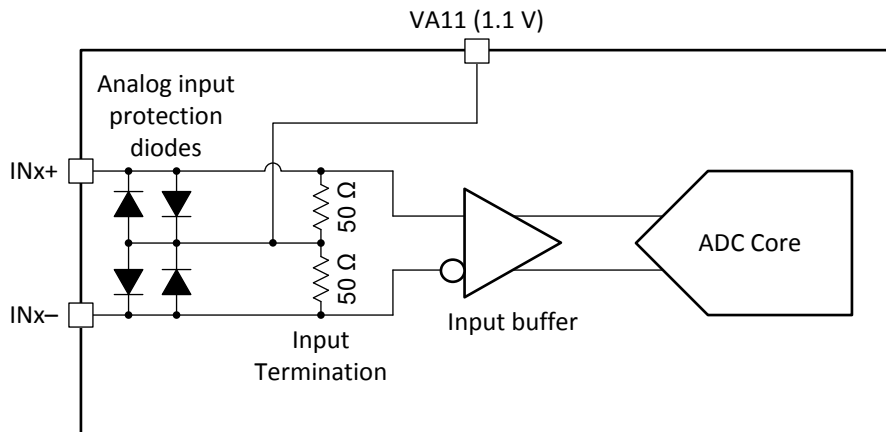 VA11 (1.1 V)
Analog input
protection
diodes
INx+
50 Ω
50 Ω
ADC Core
INx–
Input buffer
Input
Termination